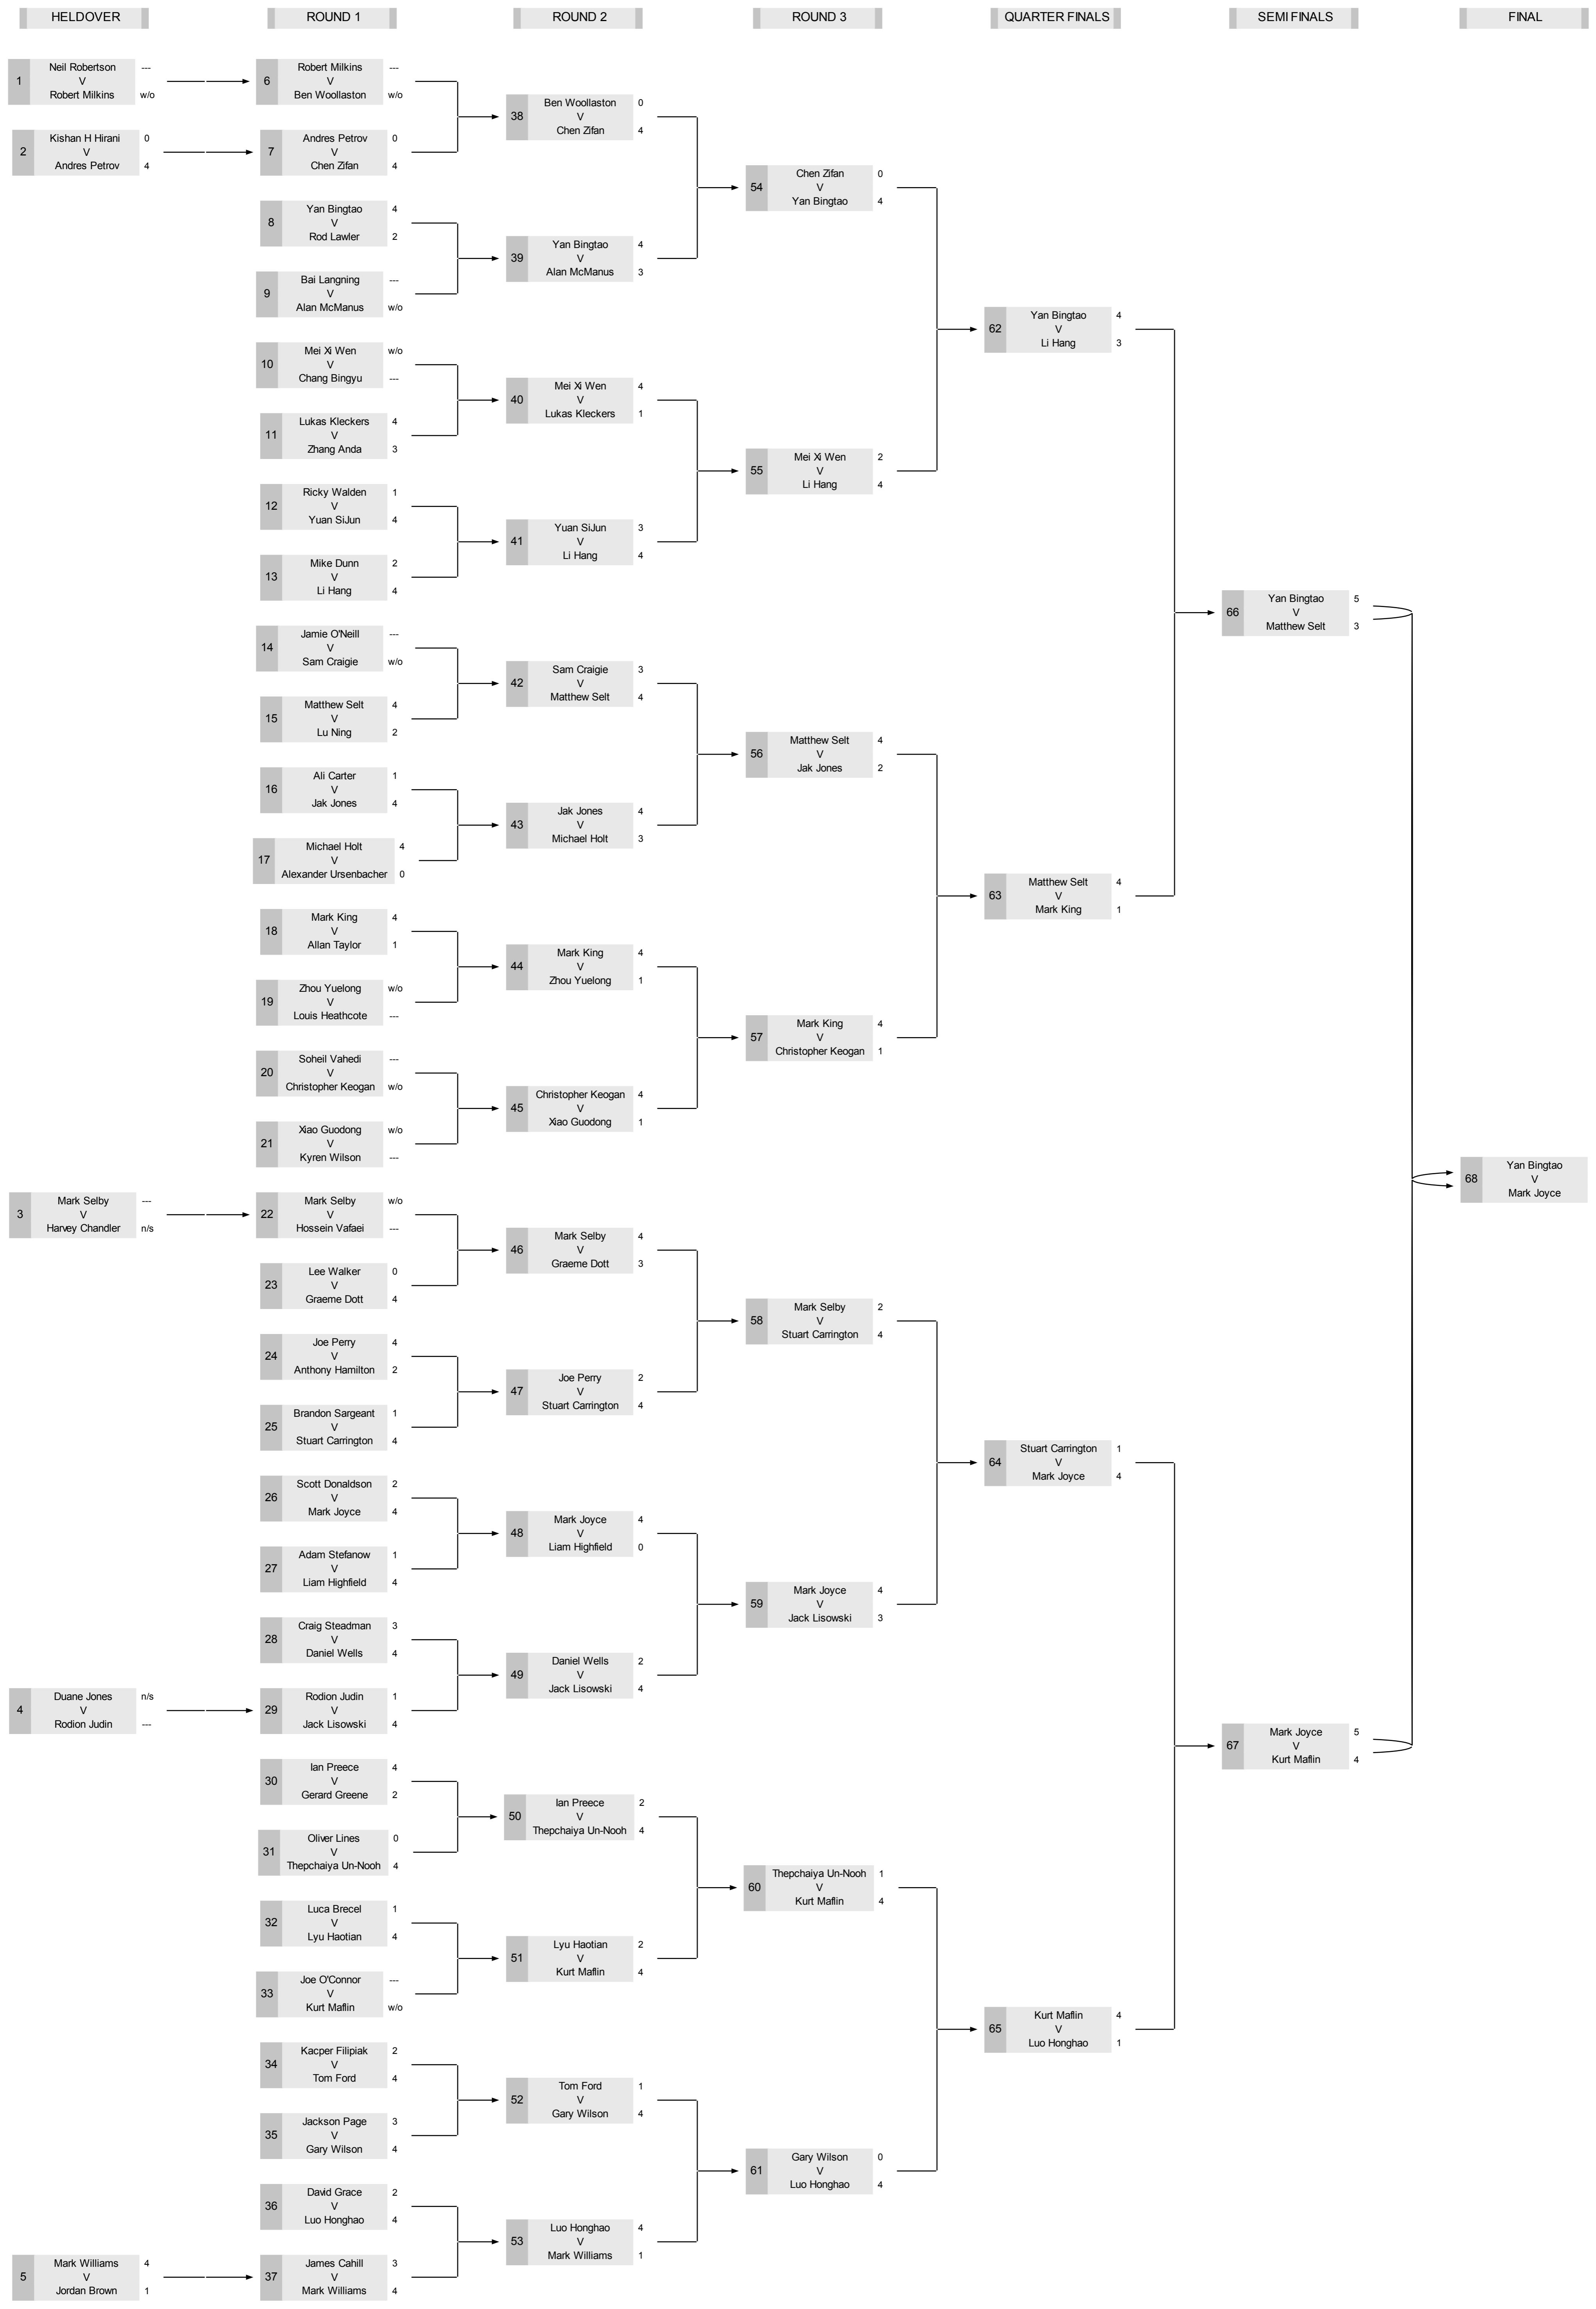 HELDOVER
ROUND 1
ROUND 2
ROUND 3
QUARTER FINALS
SEMI FINALS
FINAL
1
Neil Robertson ---
V
Robert Milkins w/o
2
Kishan H Hirani 0
V
Andres Petrov 4
3
Mark Selby ---
V
Harvey Chandler n/s
4
Duane Jones n/s
V
Rodion Judin ---
5
Mark Williams 4
V
Jordan Brown 1
6
Robert Milkins ---
V
Ben Woollaston w/o
7
Andres Petrov 0
V
Chen Zifan 4
8
Yan Bingtao 4
V
Rod Lawler 2
9
Bai Langning ---
V
Alan McManus w/o
10
Mei Xi Wen w/o
V
Chang Bingyu ---
11
Lukas Kleckers 4
V
Zhang Anda 3
12
Ricky Walden 1
V
Yuan SiJun 4
13
Mike Dunn 2
V
Li Hang 4
14
Jamie O'Neill ---
V
Sam Craigie w/o
15
Matthew Selt 4
V
Lu Ning 2
16
Ali Carter 1
V
Jak Jones 4
17
Michael Holt 4
V
Alexander Ursenbacher 0
18
Mark King 4
V
Allan Taylor 1
19
Zhou Yuelong w/o
V
Louis Heathcote ---
20
Soheil Vahedi ---
V
Christopher Keogan w/o
21
Xiao Guodong w/o
V
Kyren Wilson ---
22
Mark Selby w/o
V
Hossein Vafaei ---
23
Lee Walker 0
V
Graeme Dott 4
24
Joe Perry 4
V
Anthony Hamilton 2
25
Brandon Sargeant 1
V
Stuart Carrington 4
26
Scott Donaldson 2
V
Mark Joyce 4
27
Adam Stefanow 1
V
Liam Highfield 4
28
Craig Steadman 3
V
Daniel Wells 4
29
Rodion Judin 1
V
Jack Lisowski 4
30
Ian Preece 4
V
Gerard Greene 2
31
Oliver Lines 0
V
Thepchaiya Un-Nooh 4
32
Luca Brecel 1
V
Lyu Haotian 4
33
Joe O'Connor ---
V
Kurt Maflin w/o
34
Kacper Filipiak 2
V
Tom Ford 4
35
Jackson Page 3
V
Gary Wilson 4
36
David Grace 2
V
Luo Honghao 4
37
James Cahill 3
V
Mark Williams 4
38
Ben Woollaston 0
V
Chen Zifan 4
39
Yan Bingtao 4
V
Alan McManus 3
40
Mei Xi Wen 4
V
Lukas Kleckers 1
41
Yuan SiJun 3
V
Li Hang 4
42
Sam Craigie 3
V
Matthew Selt 4
43
Jak Jones 4
V
Michael Holt 3
44
Mark King 4
V
Zhou Yuelong 1
45
Christopher Keogan 4
V
Xiao Guodong 1
46
Mark Selby 4
V
Graeme Dott 3
47
Joe Perry 2
V
Stuart Carrington 4
48
Mark Joyce 4
V
Liam Highfield 0
49
Daniel Wells 2
V
Jack Lisowski 4
50
Ian Preece 2
V
Thepchaiya Un-Nooh 4
51
Lyu Haotian 2
V
Kurt Maflin 4
52
Tom Ford 1
V
Gary Wilson 4
53
Luo Honghao 4
V
Mark Williams 1
54
Chen Zifan 0
V
Yan Bingtao 4
55
Mei Xi Wen 2
V
Li Hang 4
56
Matthew Selt 4
V
Jak Jones 2
57
Mark King 4
V
Christopher Keogan 1
58
Mark Selby 2
V
Stuart Carrington 4
59
Mark Joyce 4
V
Jack Lisowski 3
60
Thepchaiya Un-Nooh 1
V
Kurt Maflin 4
61
Gary Wilson 0
V
Luo Honghao 4
62
Yan Bingtao 4
V
Li Hang 3
63
Matthew Selt 4
V
Mark King 1
64
Stuart Carrington 1
V
Mark Joyce 4
65
Kurt Maflin 4
V
Luo Honghao 1
66
Yan Bingtao 5
V
Matthew Selt 3
67
Mark Joyce 5
V
Kurt Maflin 4
68
Yan Bingtao
V
Mark Joyce